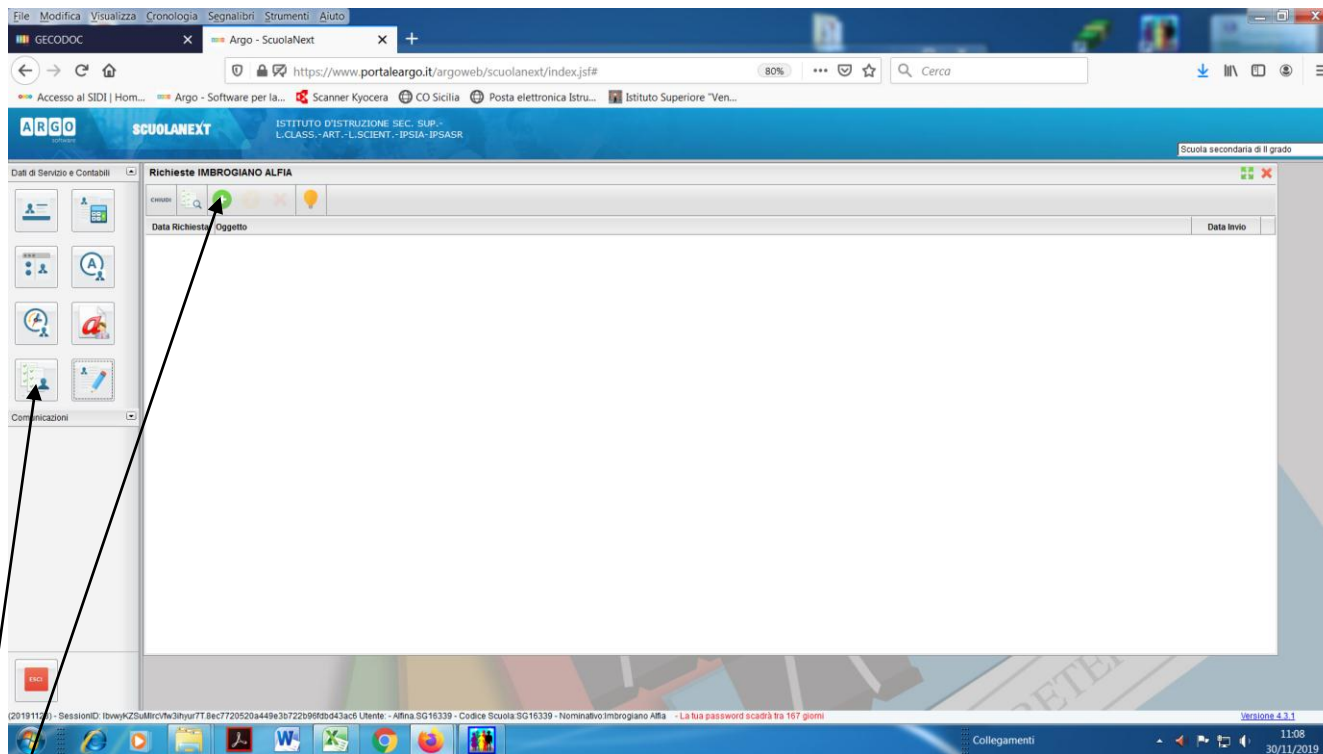 File Modifica Visualizza Cronologia Segnalibri Strumenti Aiuto
GECODOC Argo - ScuolaNext
https://www.portaleargo.it/argoweb/scuolanext/index.jsf# 80% Cerca
Accesso al SIDI | Hom... Argo - Software per la... Scanner Kyocera CO Sicilia Posta elettronica Istru... Istituto Superiore "Ven...
ARGO software SCUOLANEXT ISTITUTO D'ISTRUZIONE SEC. SUP.-
L.CLASS.-ART.-L.SCIENT.-IPSIA-IPSASR
Scuola secondaria di II grado
Dati di Servizio e Contabili Richieste IMBROGIANO ALFIA
CHIUDI
Data Richiesta Oggetto Data Invio
Comunicazioni
ESCI
Utente: - Alfina.SG16339 - Codice Scuola:SG16339 - Nominativo:Imbrogiano Alfia - La tua password scadrà tra 167 giorni Versione 4.3.1
Collegamenti 11:08
30/11/2019